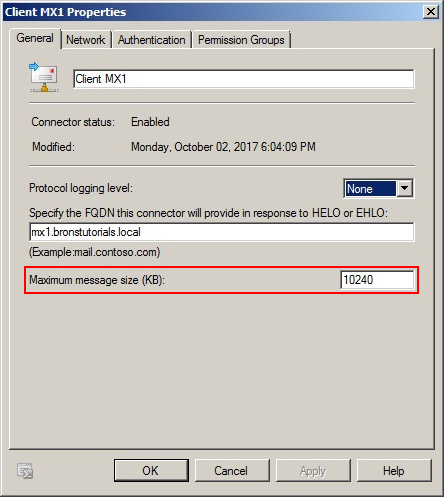 Client MX1 Properties
General Network Authentication Permission Groups
Client MX1
Connector status: Enabled
Modified: Monday, October 02, 2017 6:04:09 PM
Protocol logging level: None
Specify the FQDN this connector will provide in response to HELO or EHLO:
mx1.bronstutorials.local
(Example:mail.contoso.com)
Maximum message size (KB): 10240
OK Cancel Apply Help